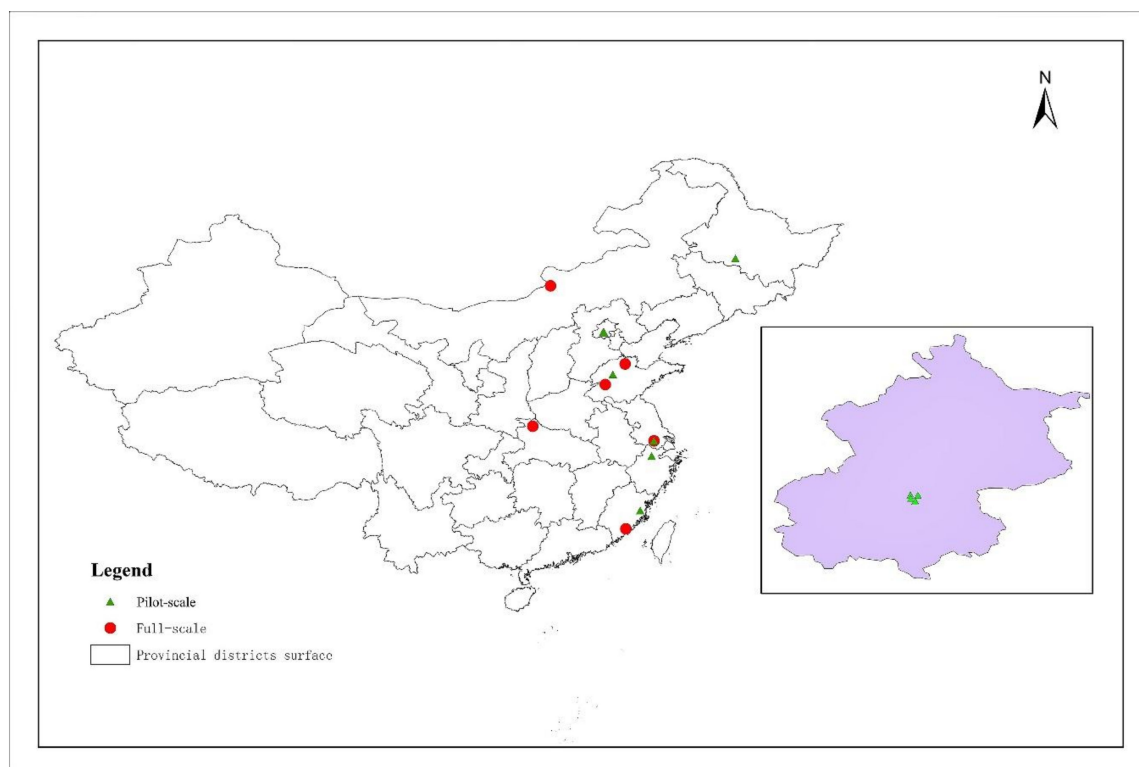 N
Legend
Pilot-scale
Full-scale
Provincial districts surface